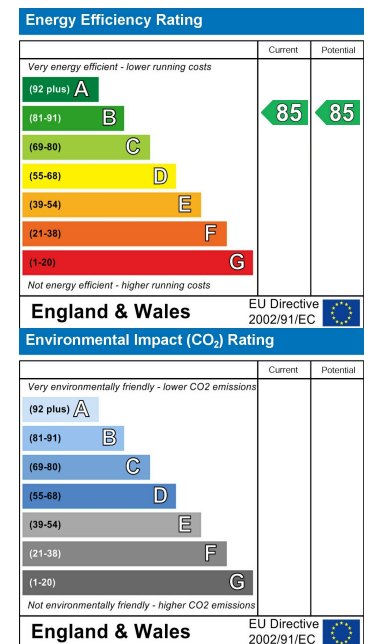 Energy Efficiency Rating
Current Potential
Very energy efficient - lower running costs
(92 plus) A
(81-91) B 85 85
(69-80) C
(55-68) D
(39-54) E
(21-38) F
(1-20) G
Not energy efficient - higher running costs
England & Wales EU Directive 2002/91/EC
Environmental Impact (CO₂) Rating
Current Potential
Very environmentally friendly - lower CO2 emissions
(92 plus) A
(81-91) B
(69-80) C
(55-68) D
(39-54) E
(21-38) F
(1-20) G
Not environmentally friendly - higher CO2 emissions
England & Wales EU Directive 2002/91/EC